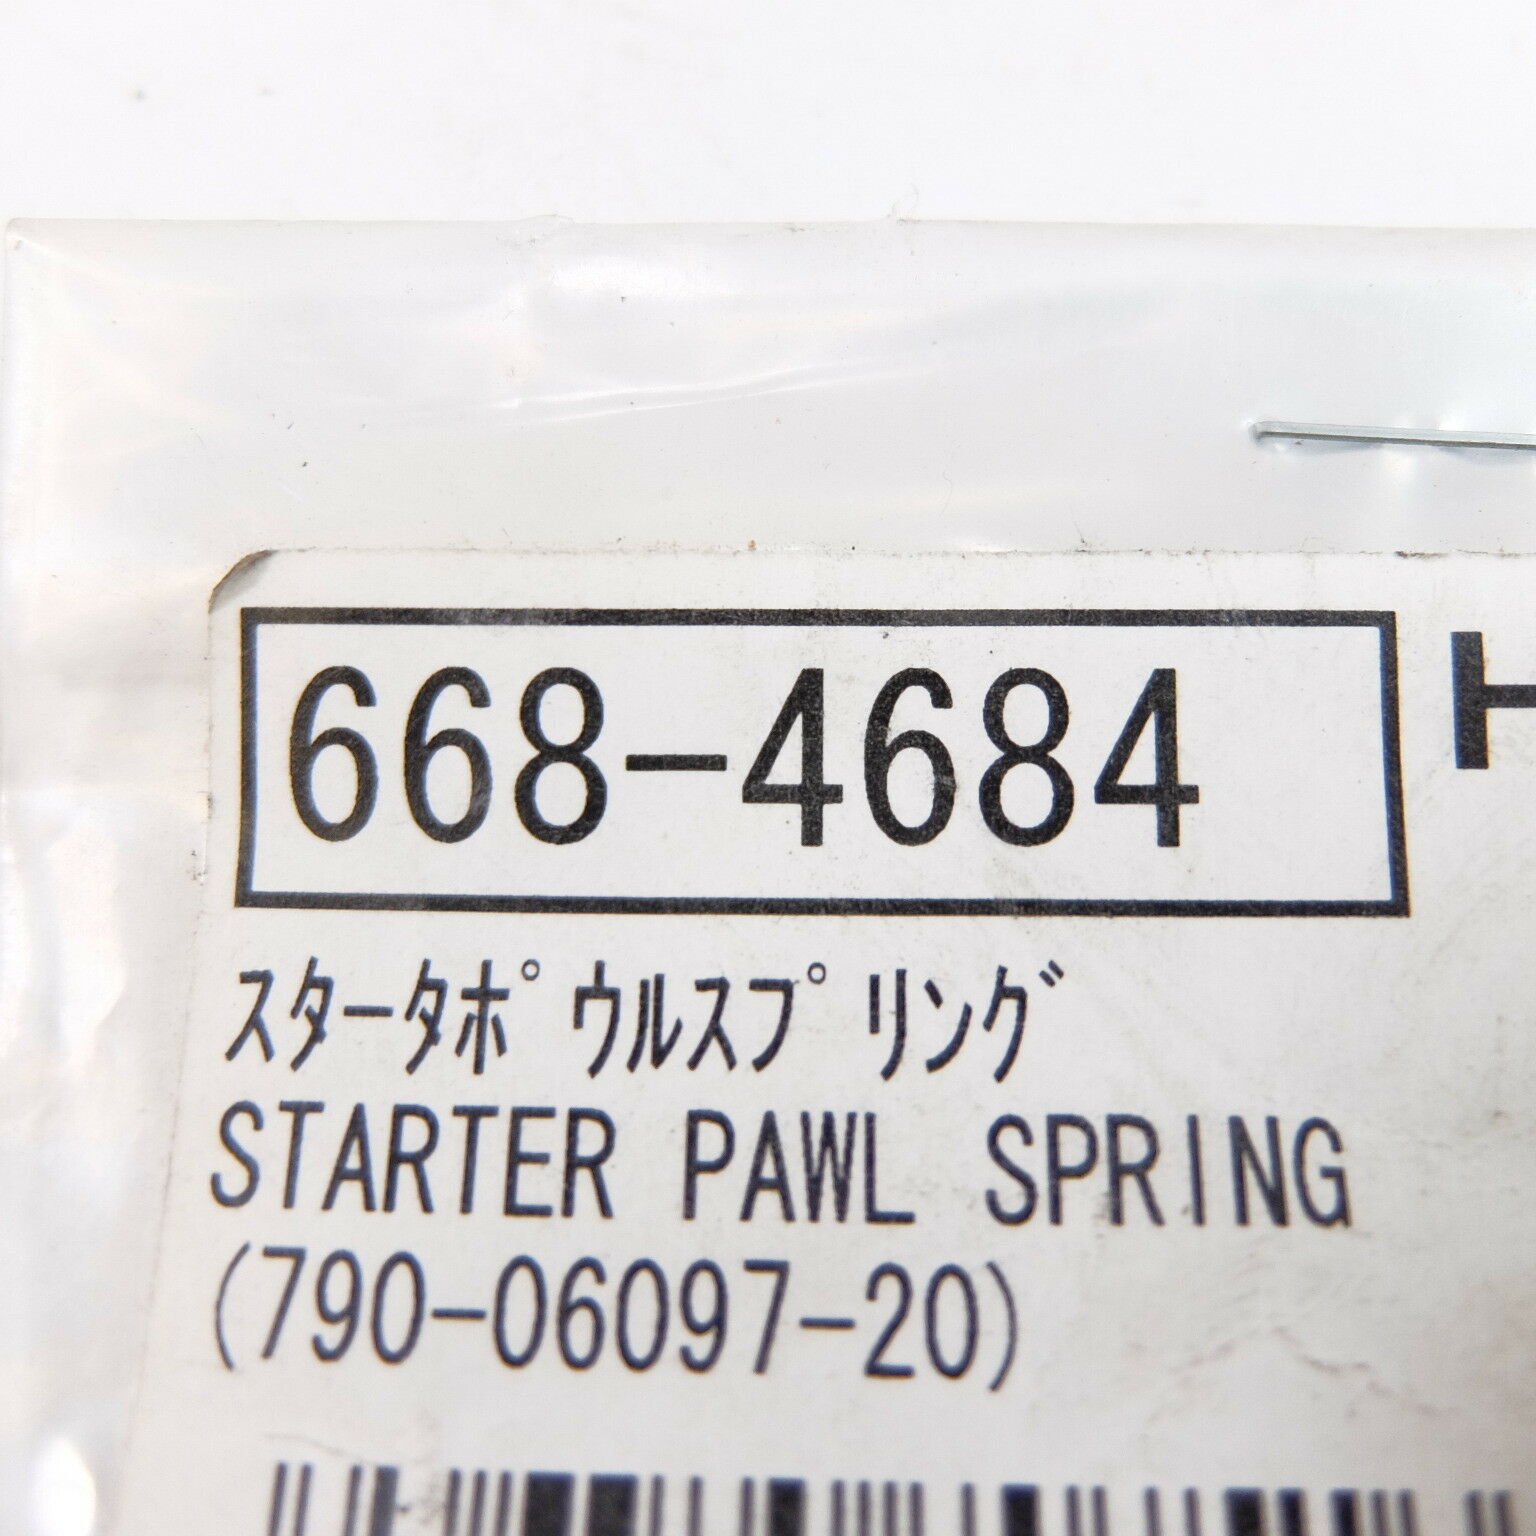 668-4684
H
ｽﾀｰﾀﾎﾟｳﾙｽﾌﾟﾘﾝｸﾞ
STARTER PAWL SPRING
(790-06097-20)